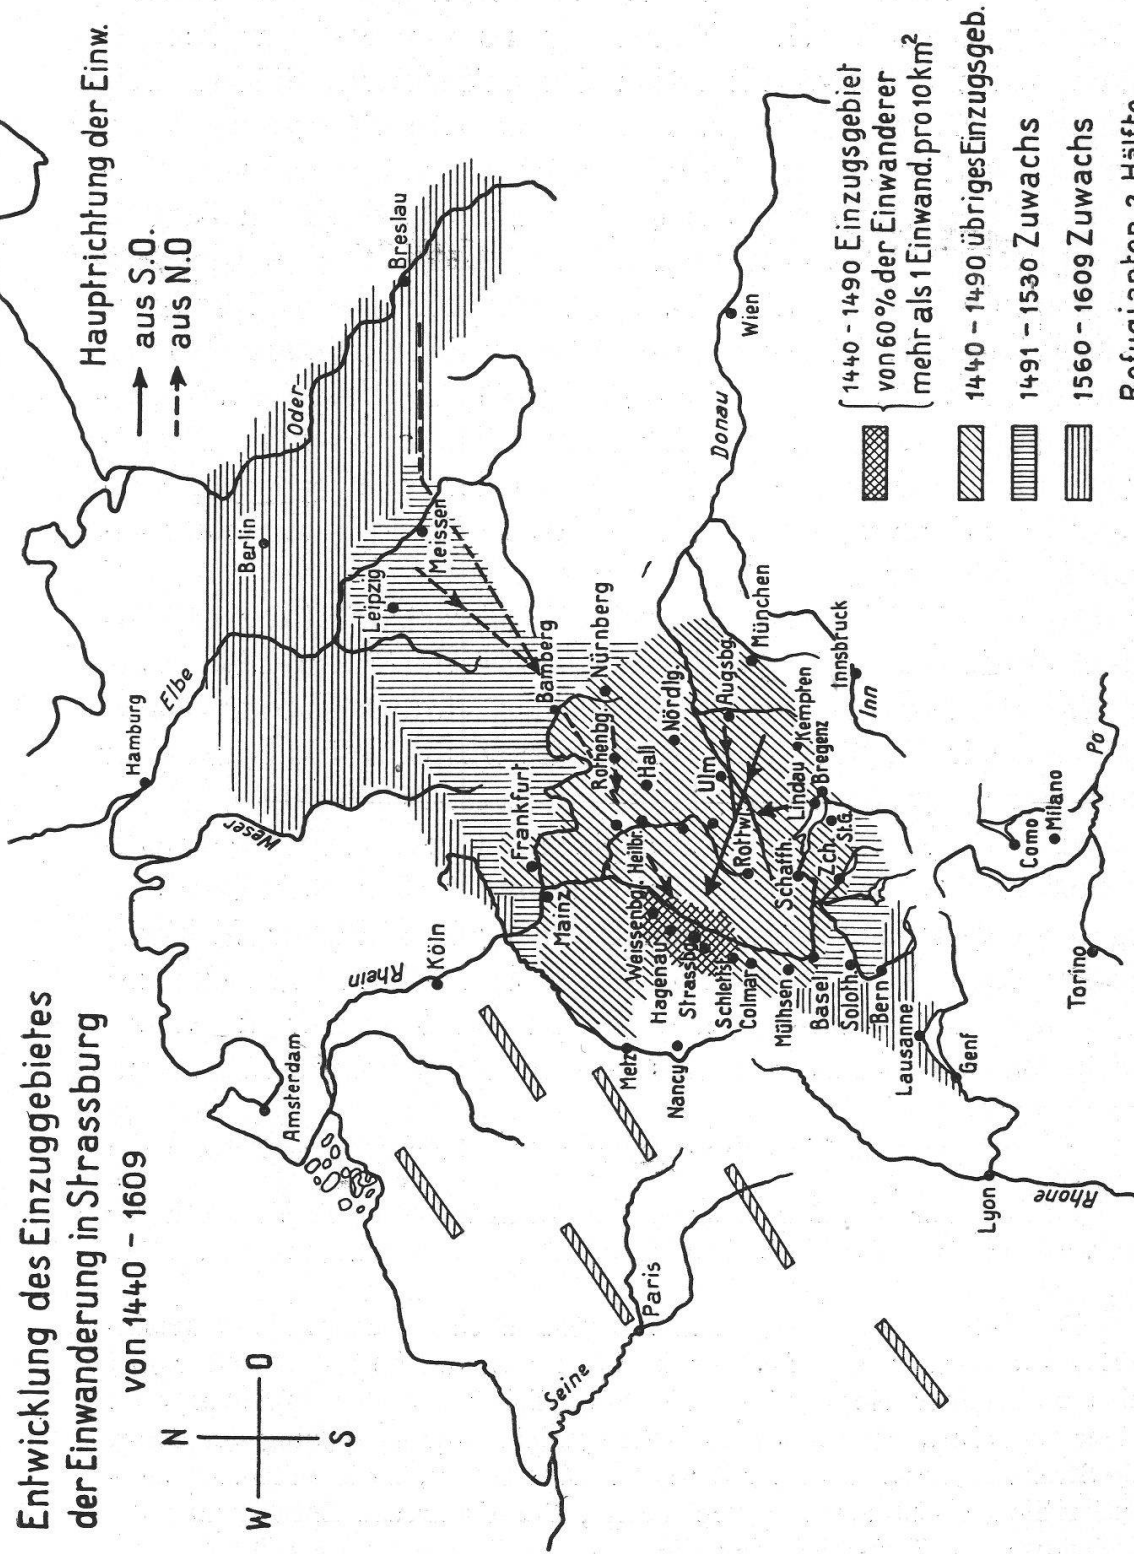 Entwicklung des Einzuggebietes
der Einwanderung in Strassburg
von 1440 - 1609
N
W
O
S
Hauptrichtung der Einw.
aus S.O.
aus N.O
Hamburg
Elbe
Weser
Berlin
Oder
Breslau
Amsterdam
Rhein
Köln
Leipzig
Meissen
Frankfurt
Mainz
Bamberg
Nürnberg
Rothenbg.
Hall
Nördlg.
Heilbr.
Weissenbg.
Hagenau
Strassbg.
Schletts.
Colmar
Mülhsen
Basel
Soloth.
Bern
Lausanne
Genf
Metz
Nancy
Paris
Seine
Ulm
Augsbg.
München
Rotwl.
Schaffh.
Lindau
Kempten
Bregenz
Zch.
St.G.
Innsbruck
Inn
Donau
Wien
Como
Milano
Po
Torino
Lyon
Rhone
1440 - 1490 Einzugsgebiet
von 60% der Einwanderer
mehr als 1 Einwand. pro 10 km²
1440 - 1490 übriges Einzugsgeb.
1491 - 1530 Zuwachs
1560 - 1609 Zuwachs